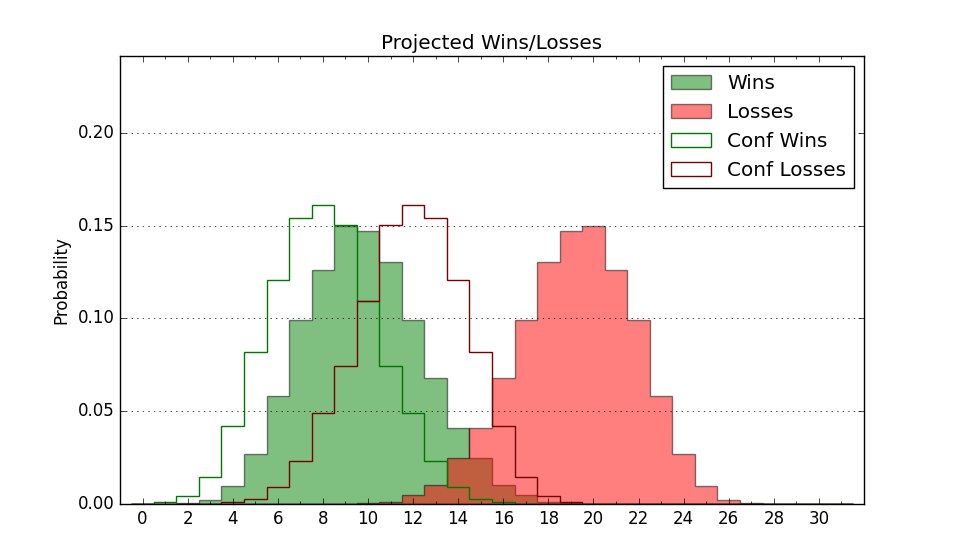 Projected Wins/Losses
Wins
Losses
Conf Wins
Conf Losses
Probability
0.20
0.15
0.10
0.05
0.00
0 2 4 6 8 10 12 14 16 18 20 22 24 26 28 30